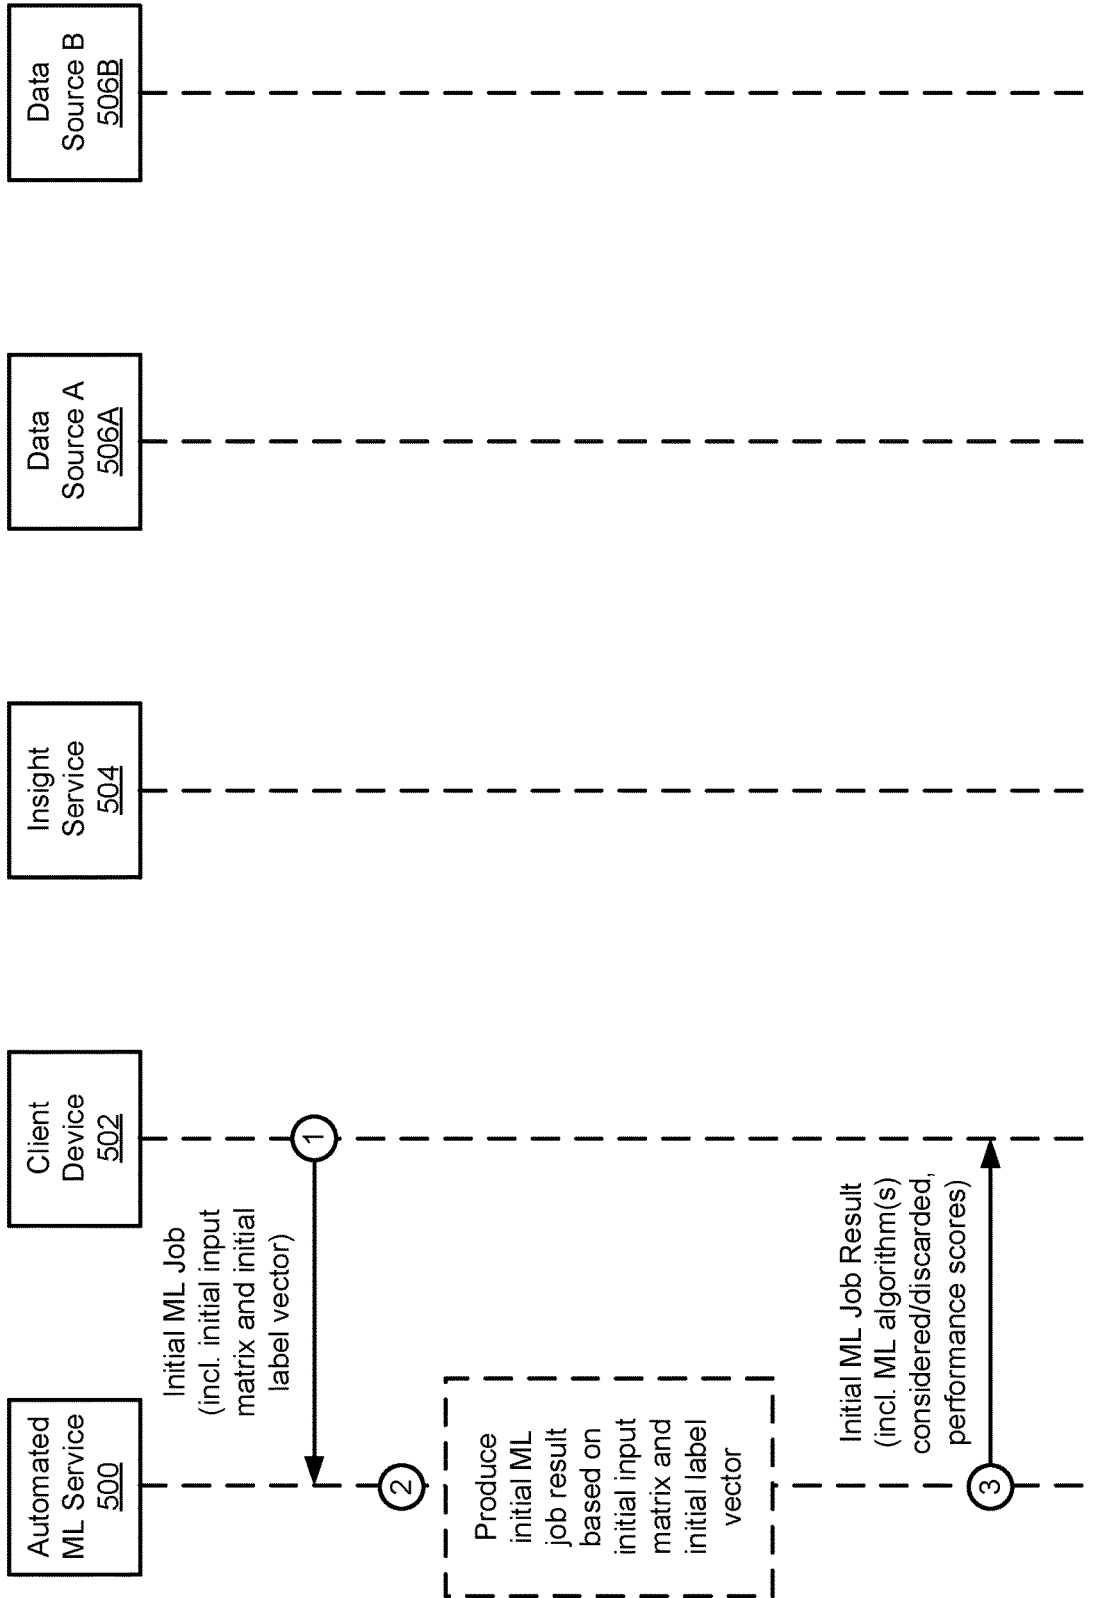 Automated
ML Service
500
Client
Device
502
Insight
Service
504
Data
Source A
506A
Data
Source B
506B
Initial ML Job
(incl. initial input
matrix and initial
label vector)
1
2
Produce
initial ML
job result
based on
initial input
matrix and
initial label
vector
Initial ML Job Result
(incl. ML algorithm(s)
considered/discarded,
performance scores)
3